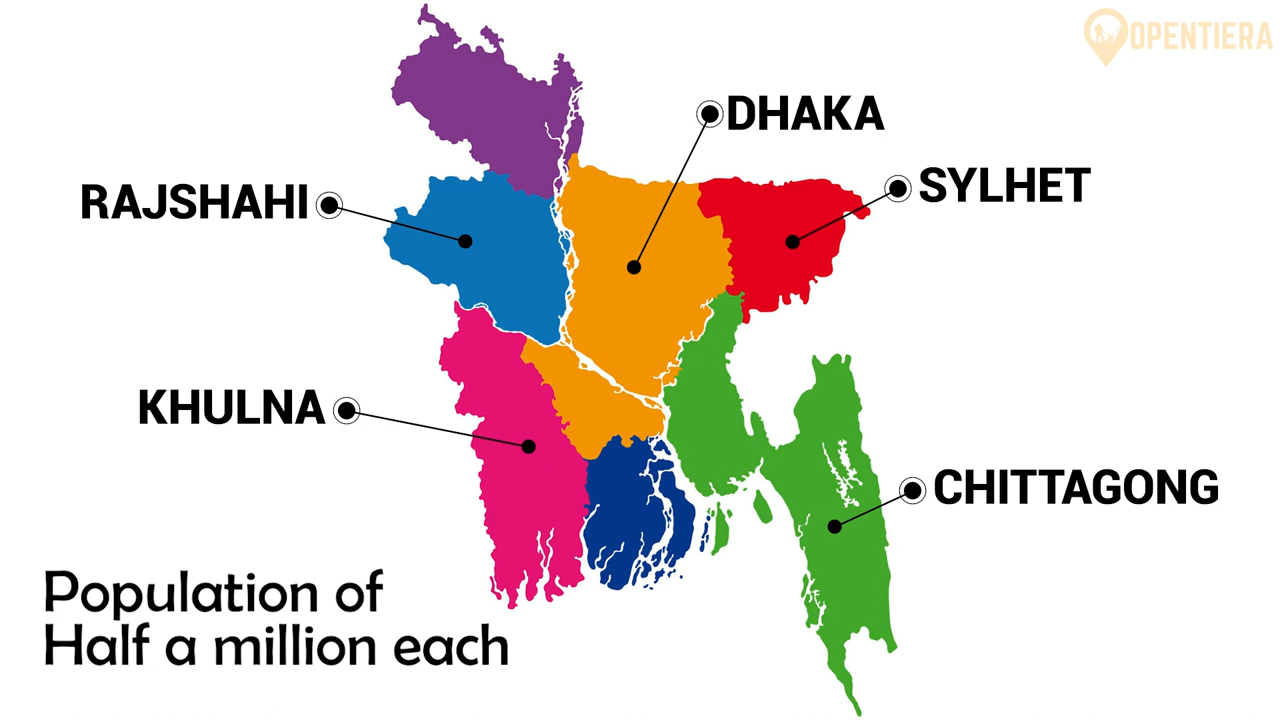 OPENTIERA
DHAKA
SYLHET
RAJSHAHI
KHULNA
CHITTAGONG
Population of
Half a million each